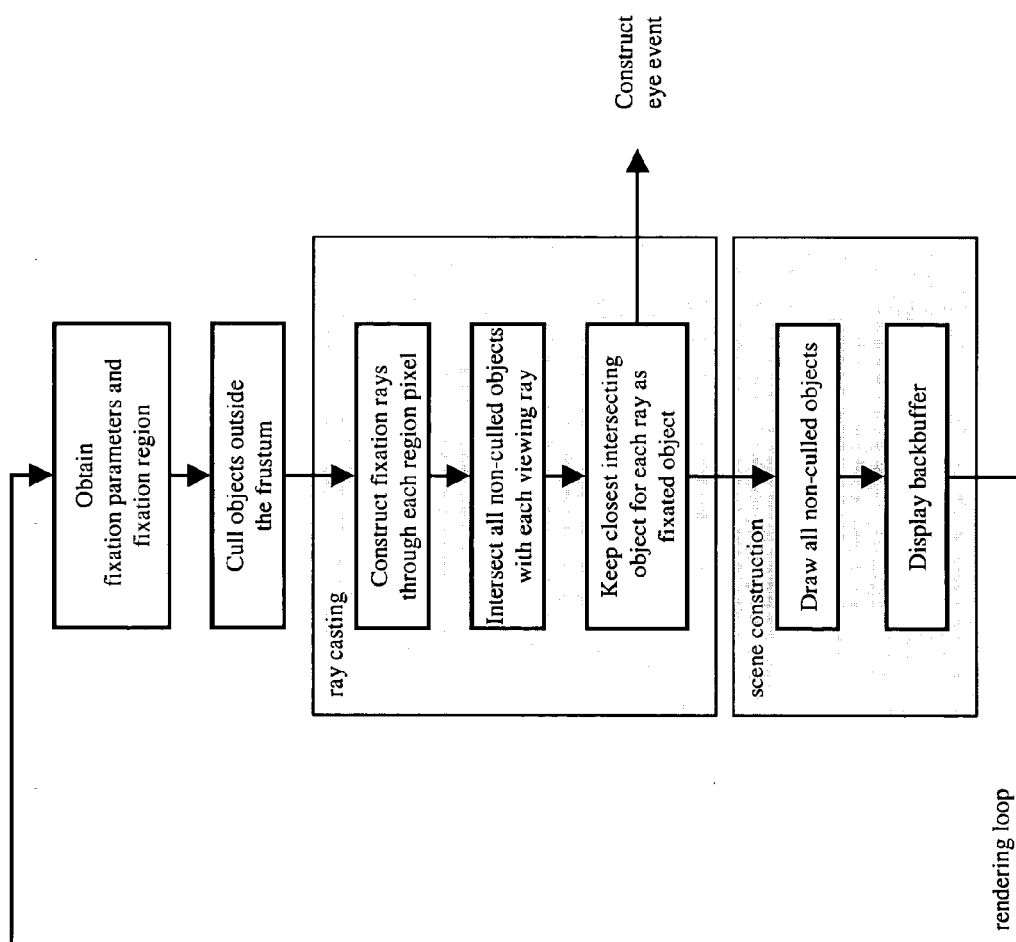 Obtain
fixation parameters and
fixation region
Cull objects outside
the frustum
ray casting
Construct fixation rays
through each region pixel
Intersect all non-culled objects
with each viewing ray
Keep closest intersecting
object for each ray as
fixated object
Construct
eye event
scene construction
Draw all non-culled objects
Display backbuffer
rendering loop